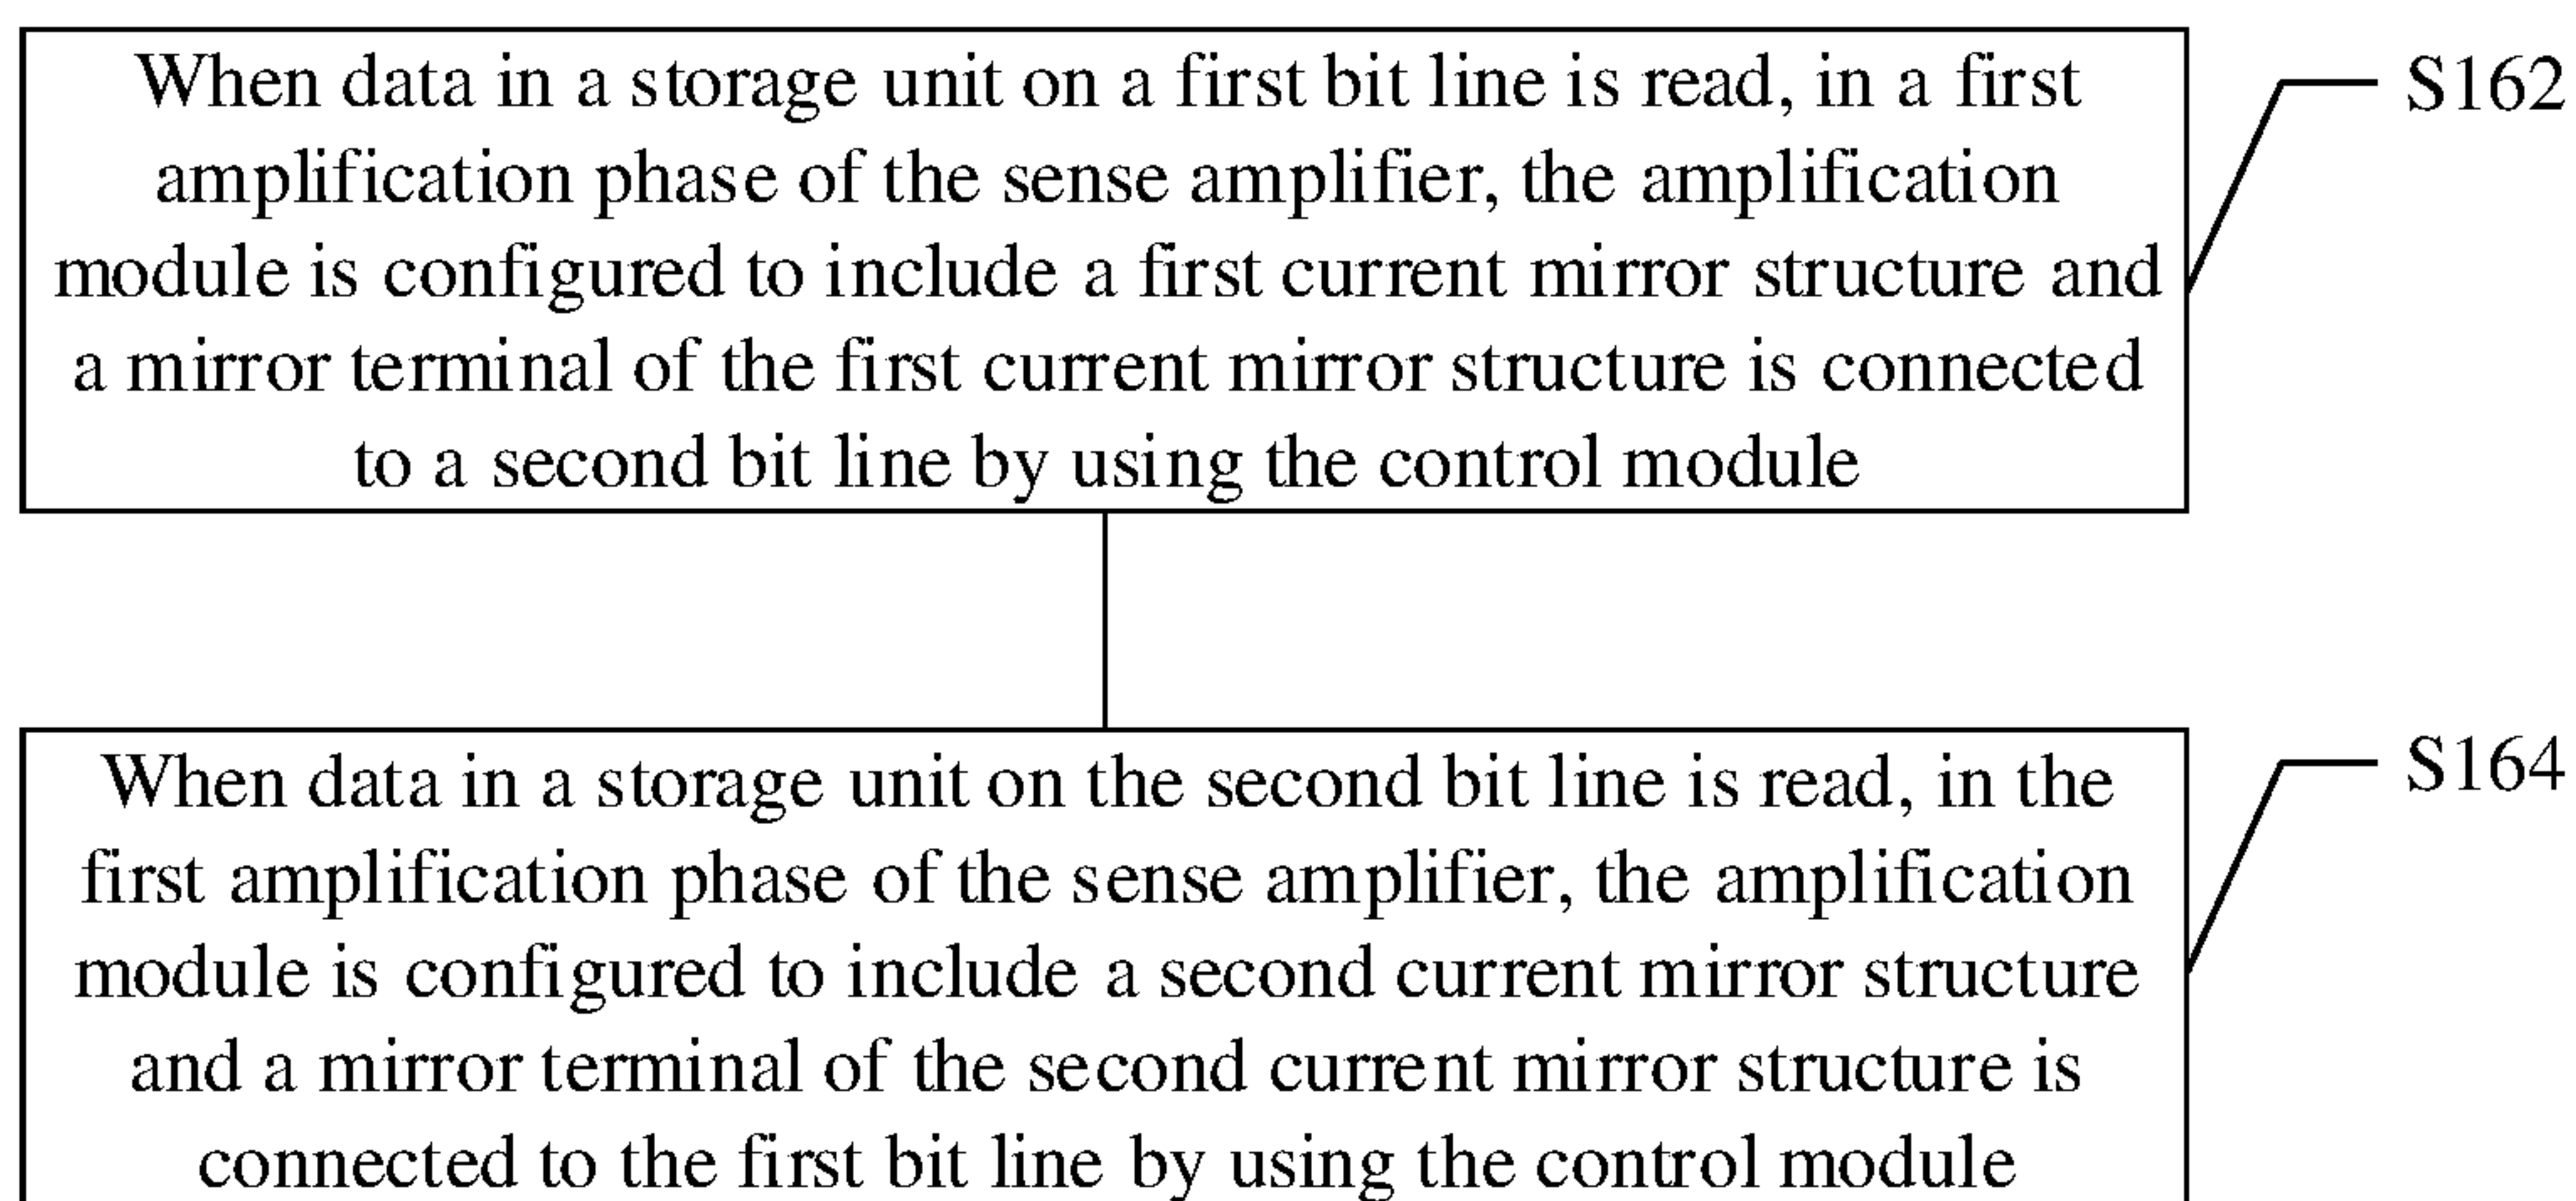 When data in a storage unit on a first bit line is read, in a first
amplification phase of the sense amplifier, the amplification
module is configured to include a first current mirror structure and
a mirror terminal of the first current mirror structure is connected
to a second bit line by using the control module
S162
When data in a storage unit on the second bit line is read, in the
first amplification phase of the sense amplifier, the amplification
module is configured to include a second current mirror structure
and a mirror terminal of the second current mirror structure is
connected to the first bit line by using the control module
S164